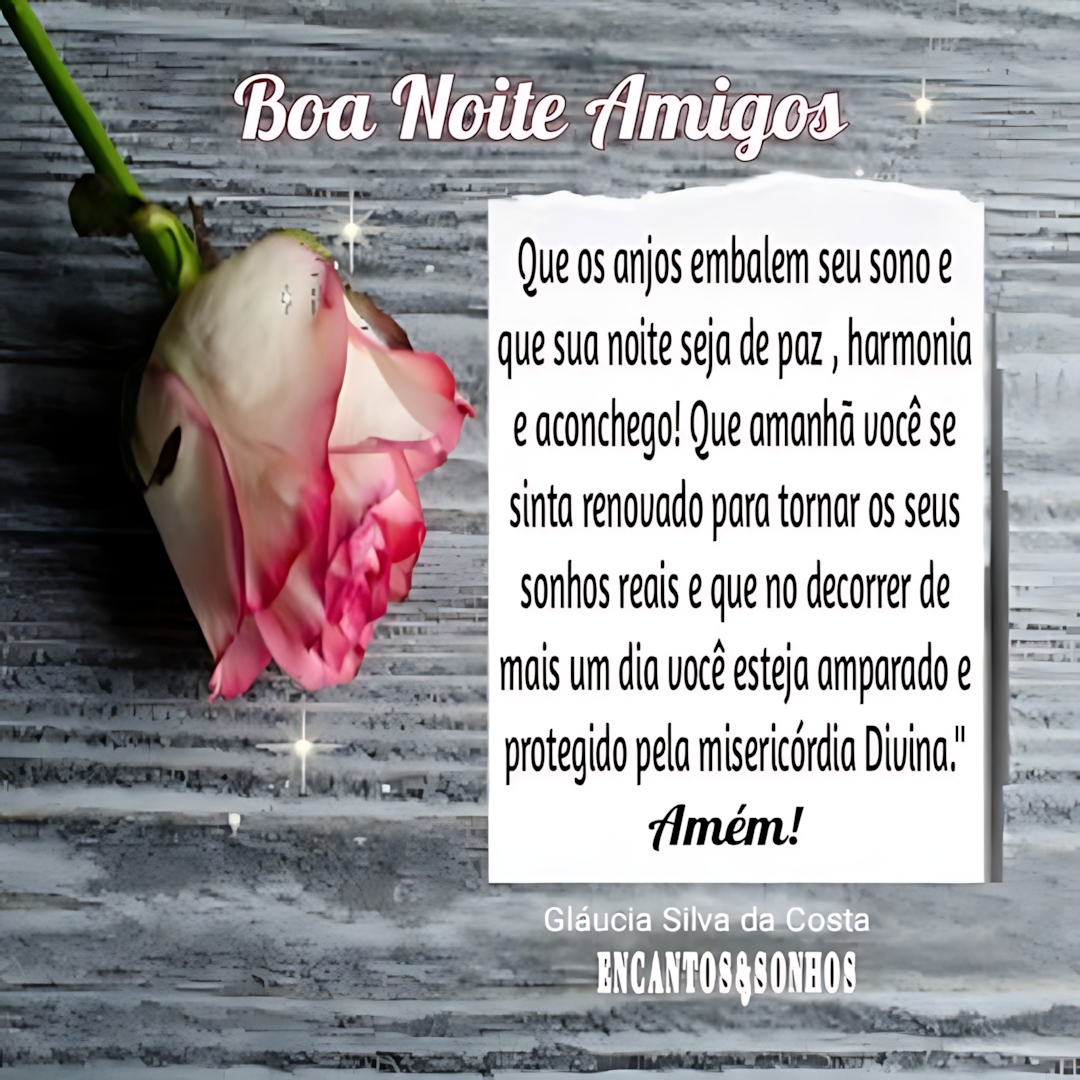 Boa Noite Amigos
Que os anjos embalem seu sono e
que sua noite seja de paz , harmonia
e aconchego! Que amanhã você se
sinta renovado para tornar os seus
sonhos reais e que no decorrer de
mais um dia você esteja amparado e
protegido pela misericórdia Divina."
Amém!
Gláucia Silva da Costa
ENCANTOS&SONHOS